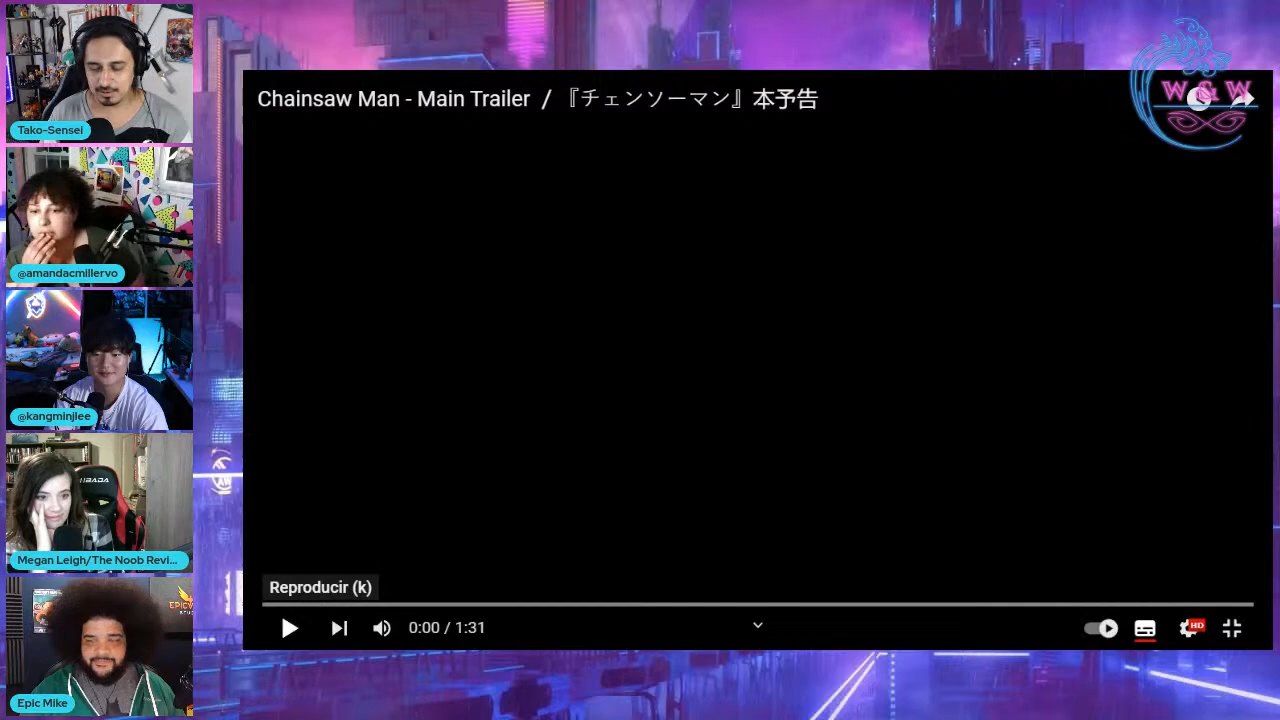 Chainsaw Man - Main Trailer / 『チェンソーマン』本予告
W & W
Tako-Sensei
@amandacmillervo
@kangminjlee
Megan Leigh/The Noob Revi...
Epic Mike
Reproducir (k)
0:00 / 1:31
HD